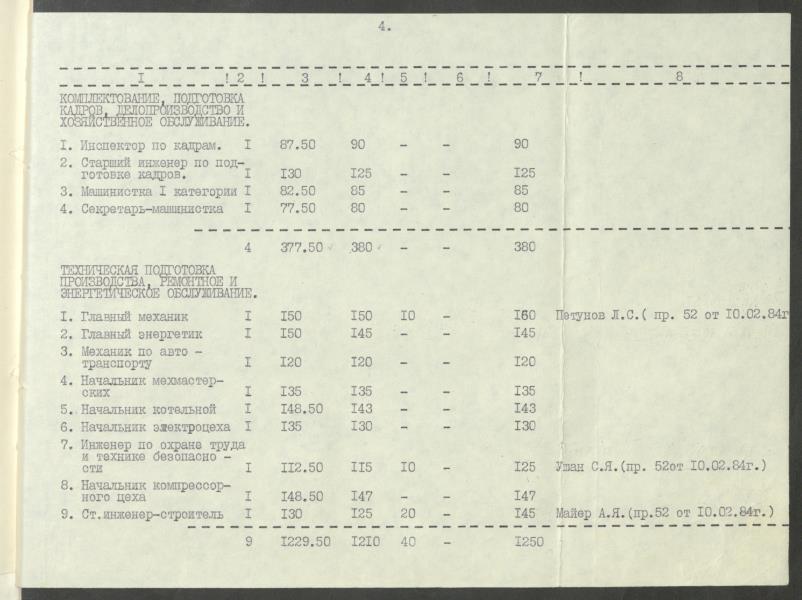 4.
I ! 2 ! 3 ! 4 ! 5 ! 6 ! 7 ! 8
КОМПЛЕКТОВАНИЕ, ПОДГОТОВКА
КАДРОВ, ДЕЛОПРОИЗВОДСТВО И
ХОЗЯЙСТВЕННОЕ ОБСЛУЖИВАНИЕ.
I. Инспектор по кадрам. I 87.50 90 - - 90
2. Старший инженер по под-
готовке кадров. I I30 I25 - - I25
3. Машинистка I категории I 82.50 85 - - 85
4. Секретарь-машинистка I 77.50 80 - - 80
4 377.50 380 - - 380
ТЕХНИЧЕСКАЯ ПОДГОТОВКА
ПРОИЗВОДСТВА, РЕМОНТНОЕ И
ЭНЕРГЕТИЧЕСКОЕ ОБСЛУЖИВАНИЕ.
I. Главный механик I I50 I50 I0 - I60 Петунов Л.С.( пр. 52 от I0.02.84г
2. Главный энергетик I I50 I45 - - I45
3. Механик по авто -
транспорту I I20 I20 - - I20
4. Начальник мехмастер-
ских I I35 I35 - - I35
5. Начальник котельной I I48.50 I43 - - I43
6. Начальник электроцеха I I35 I30 - - I30
7. Инженер по охране труда
и технике безопасно -
сти I II2.50 II5 I0 - I25 Ушан С.Я.(пр. 52от I0.02.84г.)
8. Начальник компрессор-
ного цеха I I48.50 I47 - - I47
9. Ст.инженер-строитель I I30 I25 20 - I45 Майер А.Я.(пр.52 от I0.02.84г.)
9 I229.50 I2I0 40 - I250